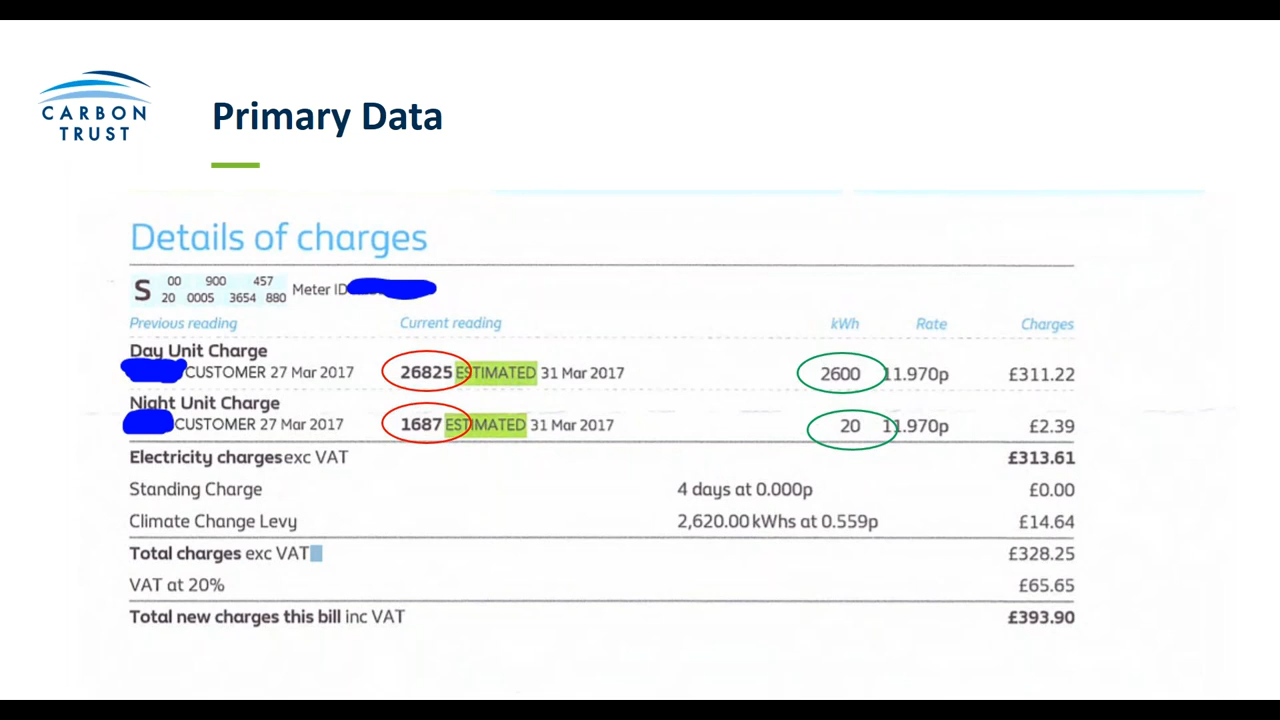 CARBON
TRUST
Primary Data
Details of charges
S 00 900 457
20 0005 3654 880 Meter ID
Previous reading Current reading kWh Rate Charges
Day Unit Charge
CUSTOMER 27 Mar 2017 26825 ESTIMATED 31 Mar 2017 2600 11.970p £311.22
Night Unit Charge
CUSTOMER 27 Mar 2017 1687 ESTIMATED 31 Mar 2017 20 11.970p £2.39
Electricity charges exc VAT £313.61
Standing Charge 4 days at 0.000p £0.00
Climate Change Levy 2,620.00 kWhs at 0.559p £14.64
Total charges exc VAT £328.25
VAT at 20% £65.65
Total new charges this bill inc VAT £393.90